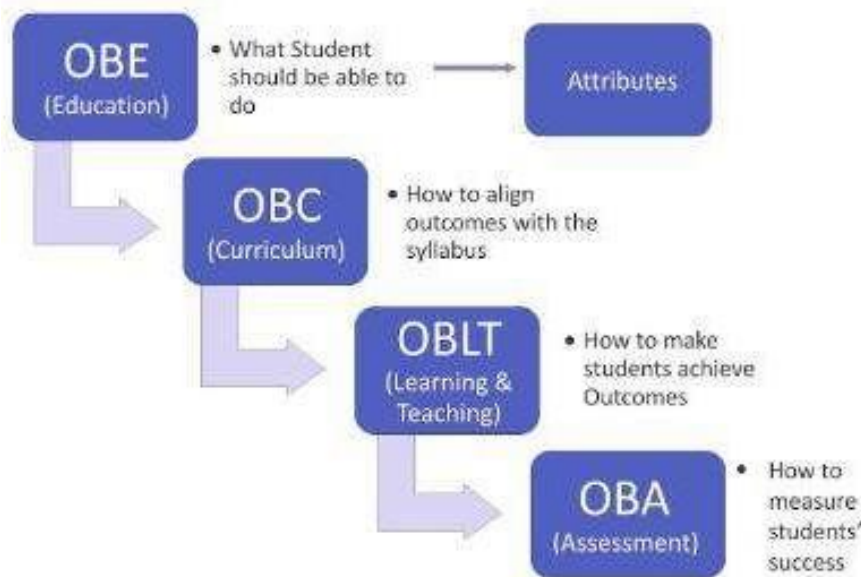 OBE
(Education)
• What Student
should be able to
do
Attributes
OBC
(Curriculum)
• How to align
outcomes with the
syllabus
OBLT
(Learning &
Teaching)
• How to make
students achieve
Outcomes
OBA
(Assessment)
• How to
measure
students'
success